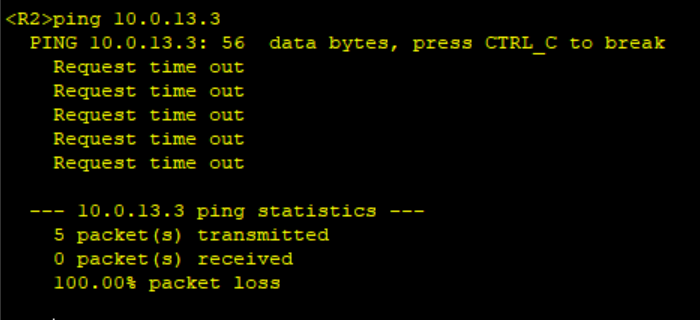 <R2>ping 10.0.13.3
PING 10.0.13.3: 56  data bytes, press CTRL_C to break
Request time out
Request time out
Request time out
Request time out
Request time out
--- 10.0.13.3 ping statistics ---
5 packet(s) transmitted
0 packet(s) received
100.00% packet loss